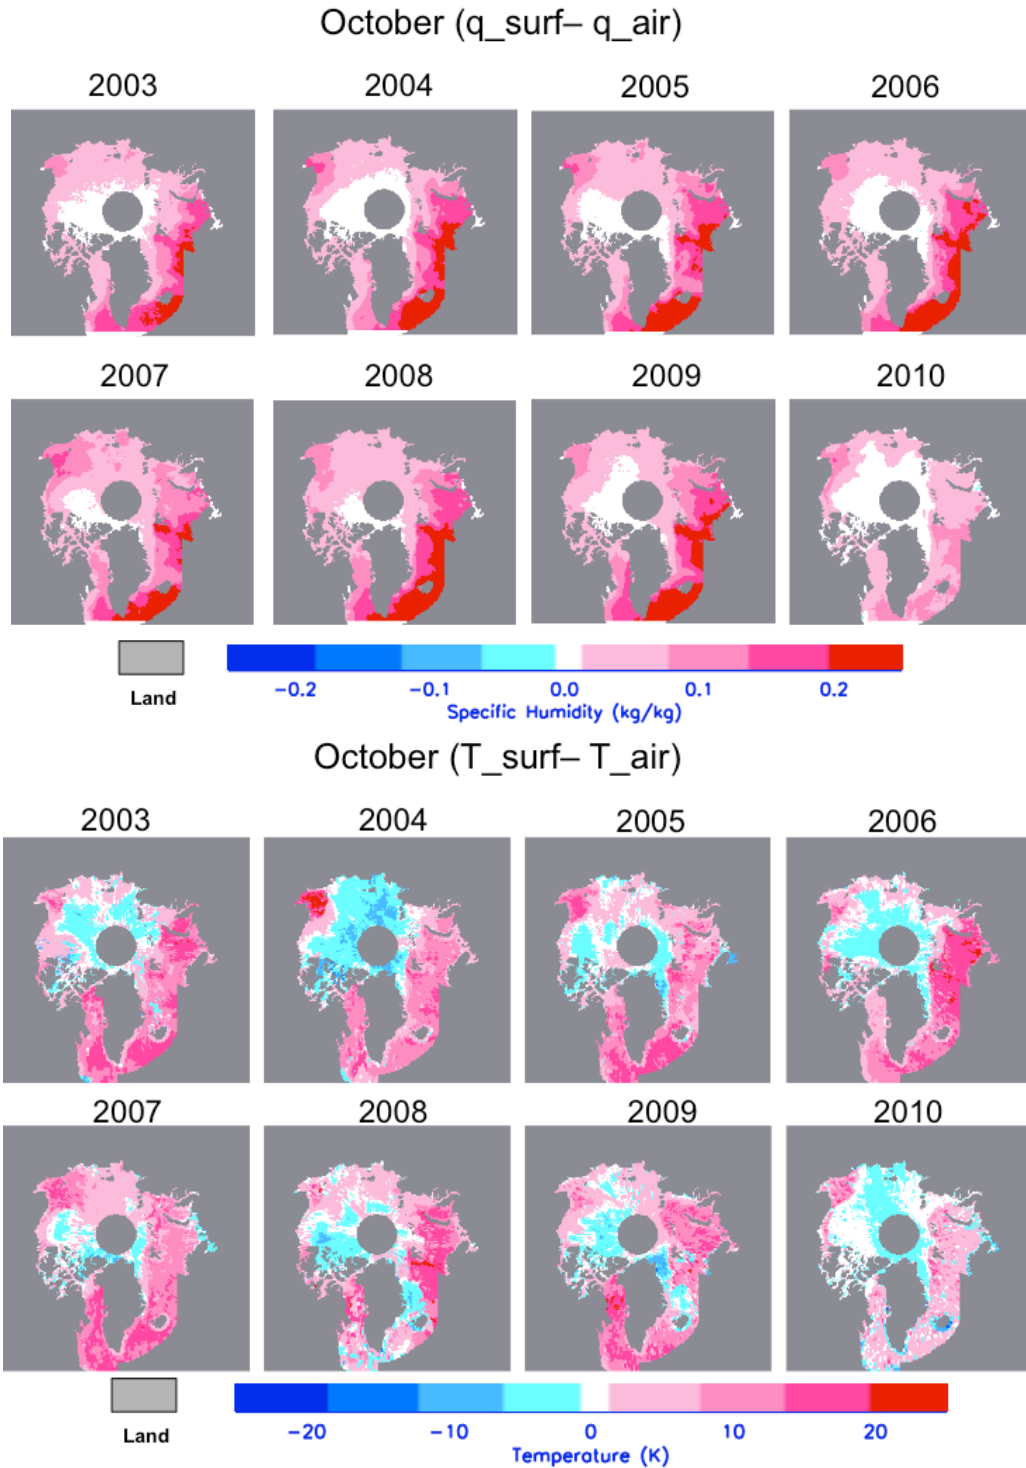 October (q_surf– q_air)
2003 2004 2005 2006
2007 2008 2009 2010
Land
-0.2 -0.1 0.0 0.1 0.2
Specific Humidity (kg/kg)
October (T_surf– T_air)
2003 2004 2005 2006
2007 2008 2009 2010
Land
-20 -10 0 10 20
Temperature (K)